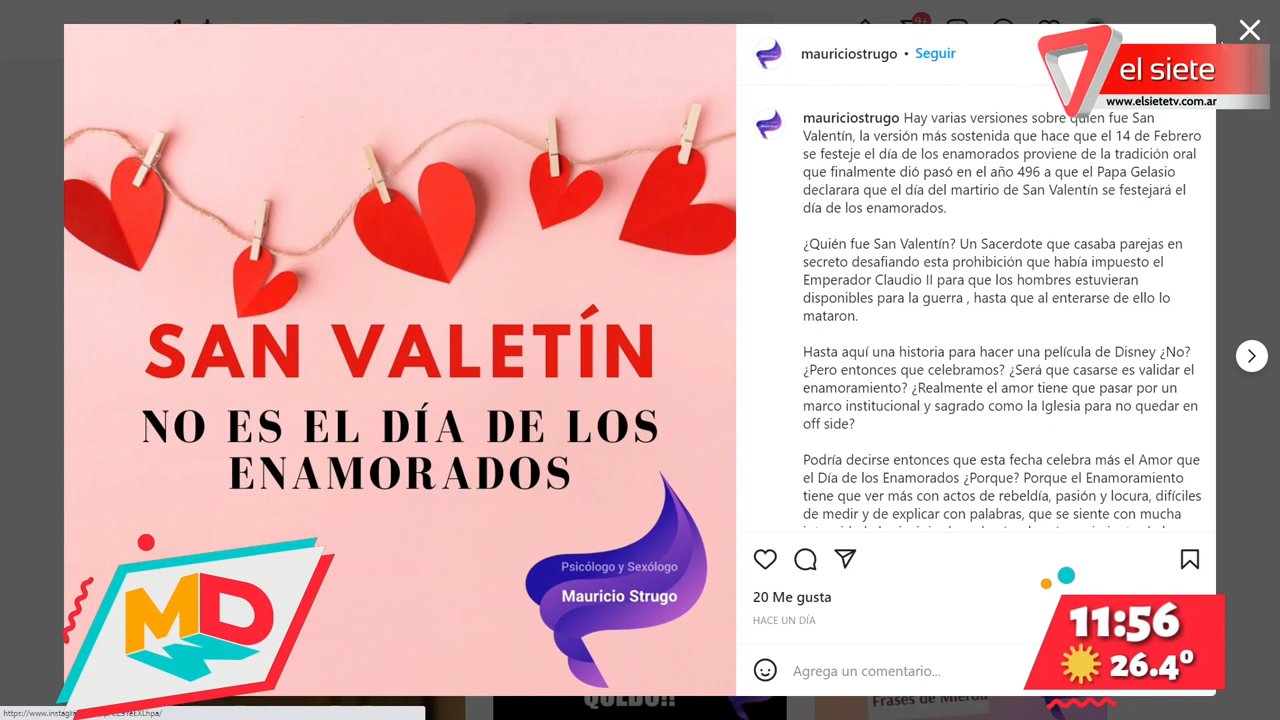 SAN VALETÍN
NO ES EL DÍA DE LOS
ENAMORADOS
Psicólogo y Sexólogo
Mauricio Strugo
MD
mauriciostrugo • Seguir
el siete
www.elsietetv.com.ar
mauriciostrugo Hay varias versiones sobre quien fue San
Valentín, la versión más sostenida que hace que el 14 de Febrero
se festeje el día de los enamorados proviene de la tradición oral
que finalmente dió pasó en el año 496 a que el Papa Gelasio
declarara que el día del martirio de San Valentín se festejará el
día de los enamorados.
¿Quién fue San Valentín? Un Sacerdote que casaba parejas en
secreto desafiando esta prohibición que había impuesto el
Emperador Claudio II para que los hombres estuvieran
disponibles para la guerra , hasta que al enterarse de ello lo
mataron.
Hasta aquí una historia para hacer una película de Disney ¿No?
¿Pero entonces que celebramos? ¿Será que casarse es validar el
enamoramiento? ¿Realmente el amor tiene que pasar por un
marco institucional y sagrado como la Iglesia para no quedar en
off side?
Podría decirse entonces que esta fecha celebra más el Amor que
el Día de los Enamorados ¿Porque? Porque el Enamoramiento
tiene que ver más con actos de rebeldía, pasión y locura, difíciles
de medir y de explicar con palabras, que se siente con mucha
20 Me gusta
HACE UN DÍA
Agrega un comentario...
11:56
26.4º
QUEDO!!
Frases de Mierda